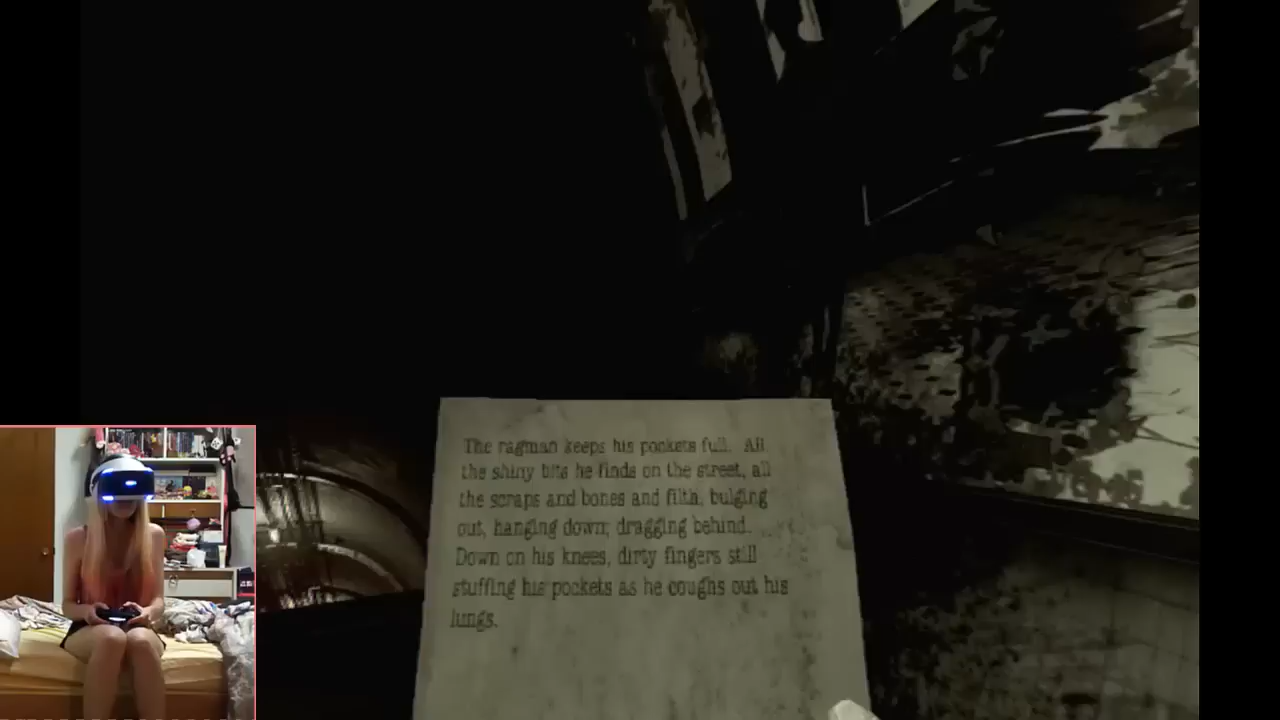 The ragman keeps his pockets full. All
the shiny bits he finds on the street, all
the scraps and bones and filth, bulging
out, hanging down, dragging behind.
Down on his knees, dirty fingers still
stuffing his pockets as he coughs out his
lungs.